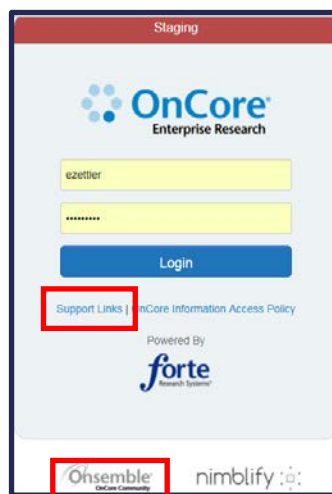 Staging
OnCore
Enterprise Research
ezettler
•••••••••
Login
Support Links | OnCore Information Access Policy
Powered By
forte
Research Systems
Onsemble
OnCore Community
nimblify